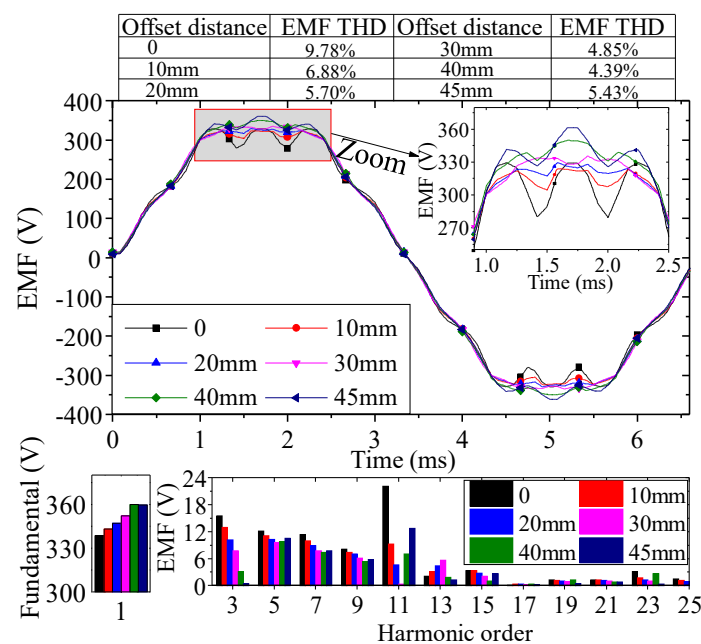 Offset distance EMF THD Offset distance EMF THD
0 9.78% 30mm 4.85%
10mm 6.88% 40mm 4.39%
20mm 5.70% 45mm 5.43%
400
300
200
100
0
-100
-200
-300
-400
EMF (V)
0 1 2 3 4 5 6
Time (ms)
Zoom
360
330
300
270
EMF (V)
1.0 1.5 2.0 2.5
Time (ms)
0 10mm
20mm 30mm
40mm 45mm
360
330
300
Fundamental (V)
1
24
18
12
6
0
EMF (V)
3 5 7 9 11 13 15 17 19 21 23 25
Harmonic order
0 10mm
20mm 30mm
40mm 45mm